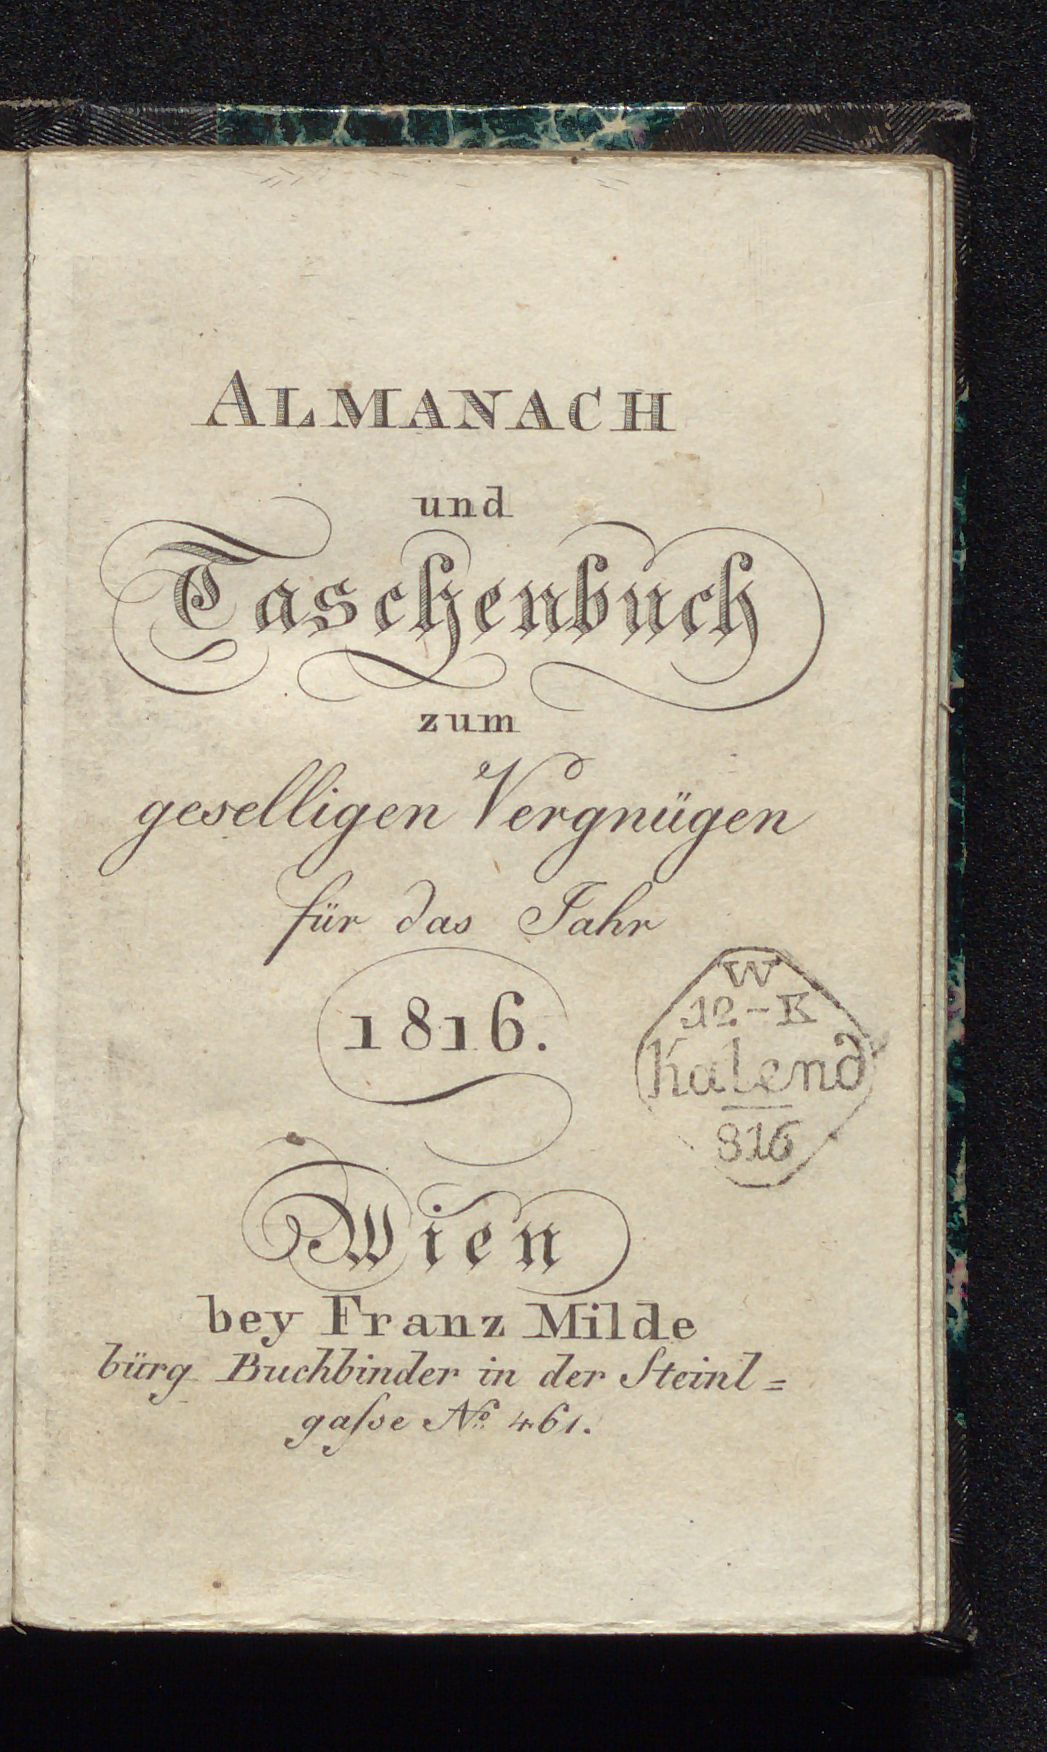 ALMANACH
und
Taschenbuch
zum
geselligen Vergnügen
für das Jahr
1816.
W
12-K
Kalend
816
Wien
bey Franz Milde
bürg Buchbinder in der Steinl=
gaſse No 461.